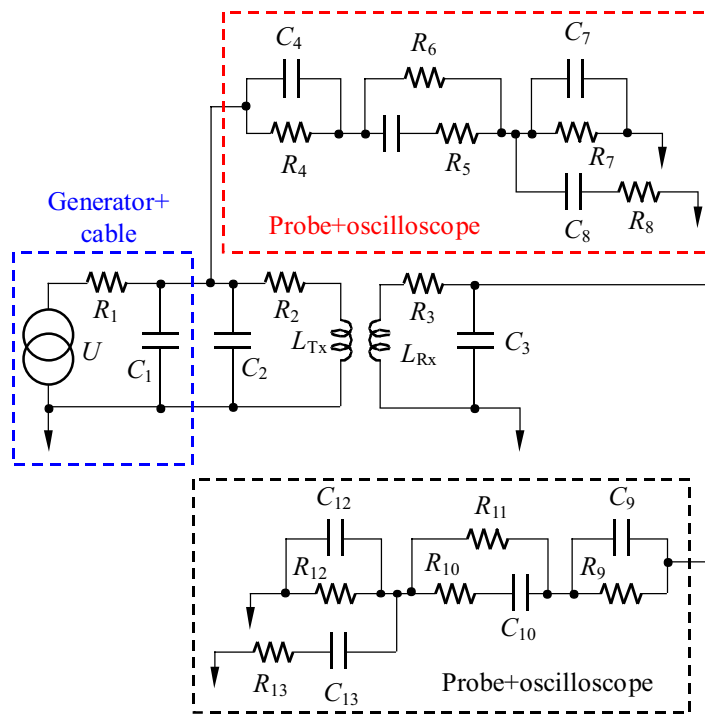 C4
R6
C7
R4
R5
R7
C8
R8
Probe+oscilloscope
Generator+
cable
R1
U
C1
C2
R2
LTx
LRx
R3
C3
C12
R11
C9
R12
R10
R9
C10
R13
C13
Probe+oscilloscope